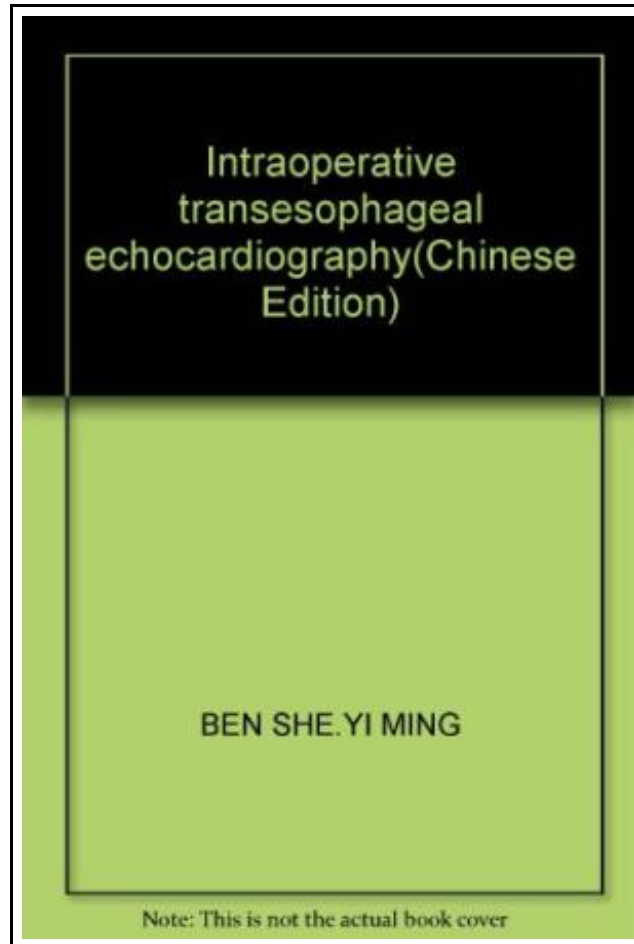 Intraoperative
transesophageal
echocardiography(Chinese
Edition)
BEN SHE.YI MING
Note: This is not the actual book cover